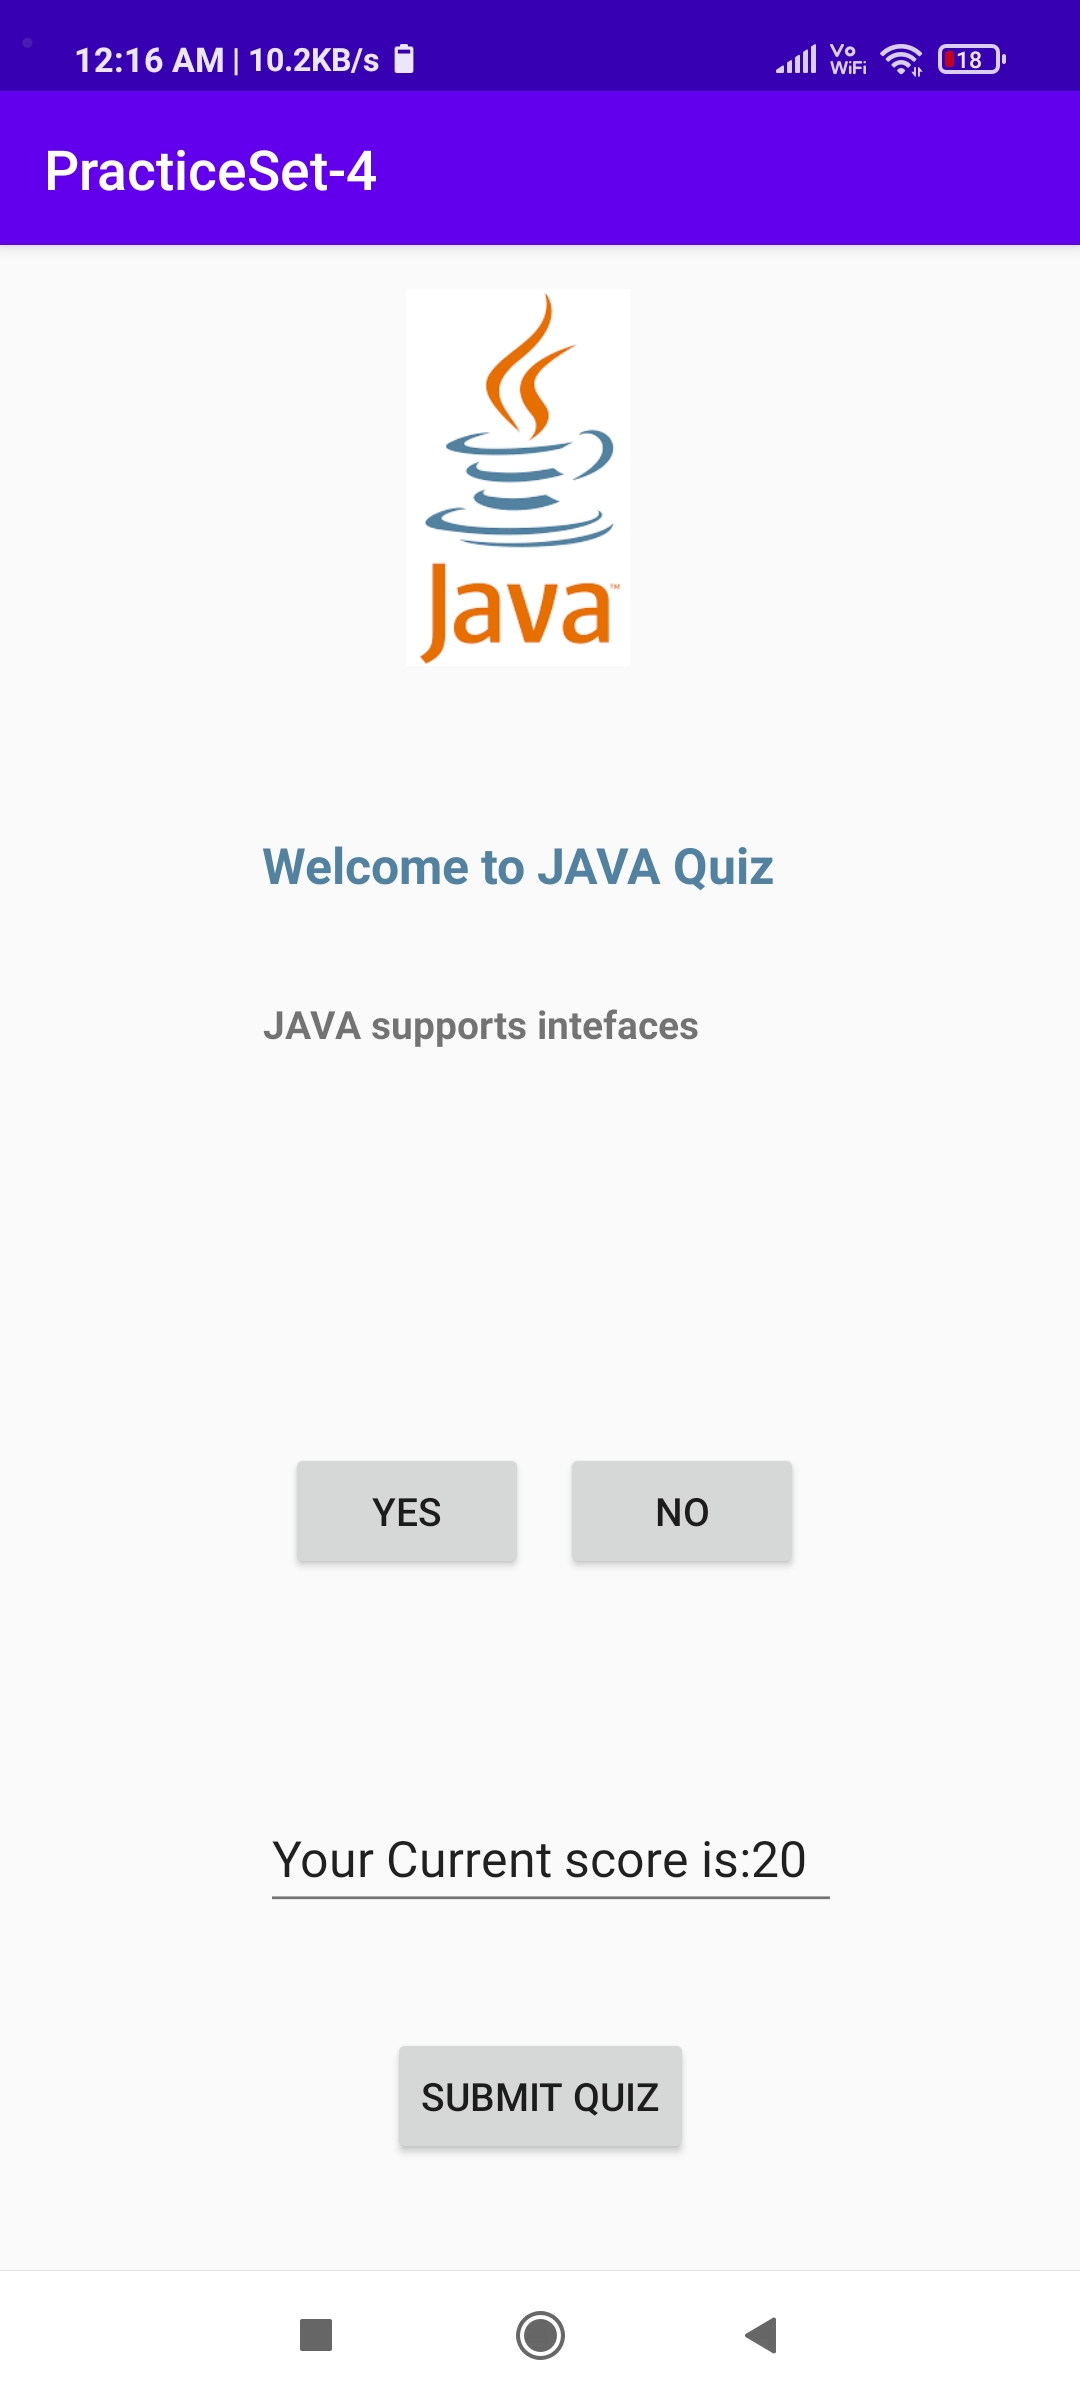 12:16 AM | 10.2KB/s Vo WiFi 18
PracticeSet-4
Java™
Welcome to JAVA Quiz
JAVA supports intefaces
YES NO
Your Current score is:20
SUBMIT QUIZ